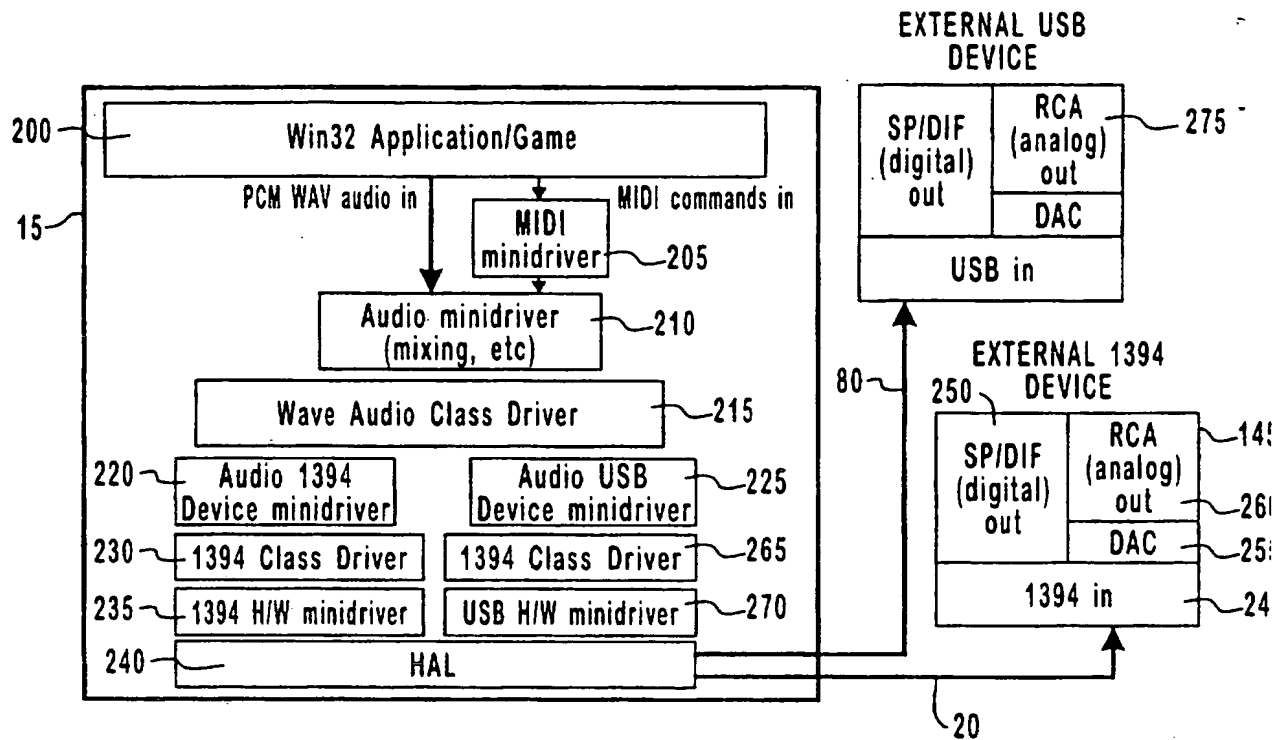 EXTERNAL USB
DEVICE
200
Win32 Application/Game
SP/DIF
(digital)
out
RCA
(analog)
out
275
PCM WAV audio in
MIDI commands in
15
MIDI
minidriver
205
DAC
USB in
Audio minidriver
(mixing, etc)
210
EXTERNAL 1394
DEVICE
80
250
Wave Audio Class Driver
215
SP/DIF
(digital)
out
RCA
(analog)
out
145
220
Audio 1394
Device minidriver
Audio USB
Device minidriver
225
DAC
230
1394 Class Driver
1394 Class Driver
265
1394 in
235
1394 H/W minidriver
USB H/W minidriver
270
240
HAL
20